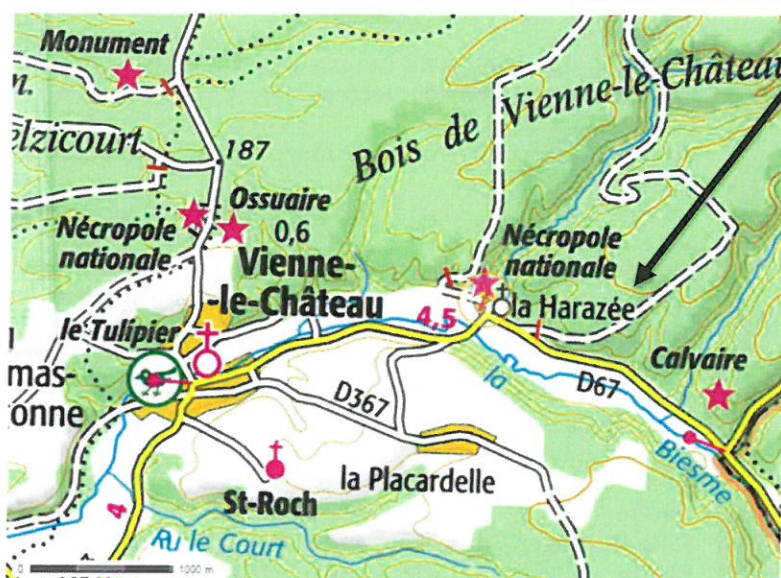 Monument
elzicourt
187
Bois de Vienne-le-Château
Ossuaire
Nécropole
nationale
0,6
Vienne-
-le-Château
le Tulipier
Nécropole
nationale
4,5
la Harazée
la
Calvaire
D67
mas-
onne
D367
Biesme
la Placardelle
St-Roch
4
Ru le Court
0
1000 m